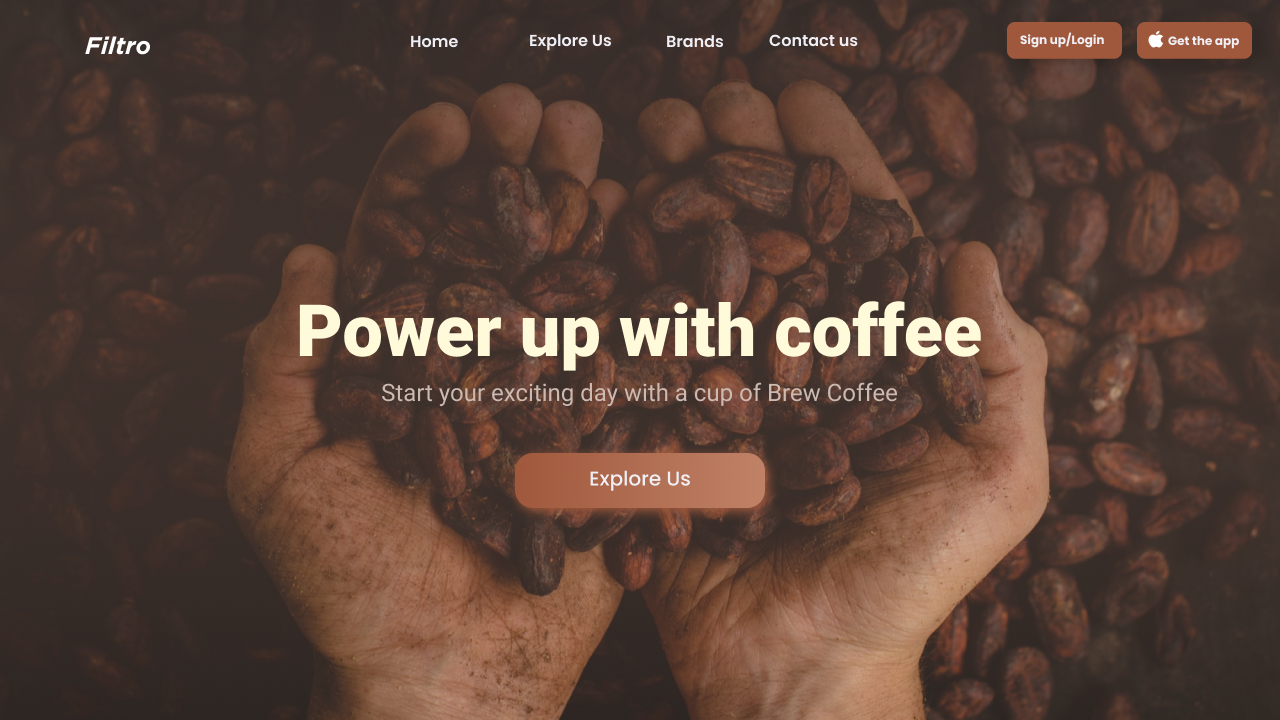 Filtro
Home
Explore Us
Brands
Contact us
Sign up/Login
Get the app
Power up with coffee
Start your exciting day with a cup of Brew Coffee
Explore Us